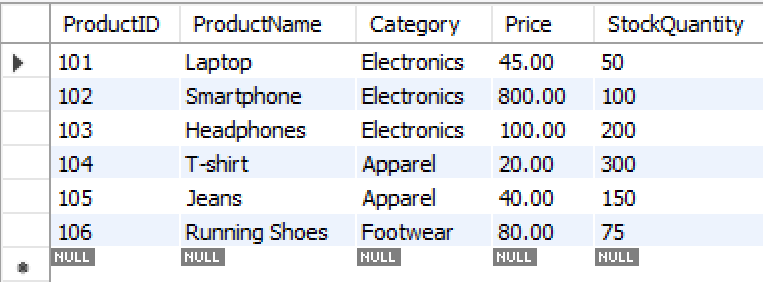 ProductID ProductName Category Price StockQuantity
101 Laptop Electronics 45.00 50
102 Smartphone Electronics 800.00 100
103 Headphones Electronics 100.00 200
104 T-shirt Apparel 20.00 300
105 Jeans Apparel 40.00 150
106 Running Shoes Footwear 80.00 75
NULL NULL NULL NULL NULL